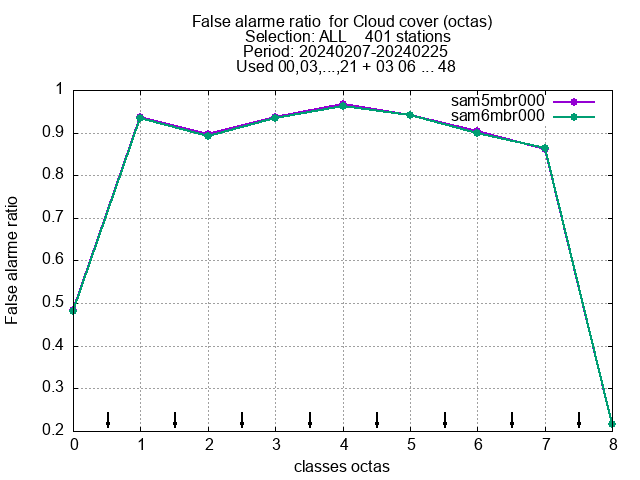 False alarme ratio  for Cloud cover (octas)
Selection: ALL    401 stations
Period: 20240207-20240225
Used 00,03,...,21 + 03 06 ... 48
sam5mbr000
sam6mbr000
1
0.9
0.8
0.7
0.6
0.5
0.4
0.3
0.2
False alarme ratio
0 1 2 3 4 5 6 7 8
classes octas